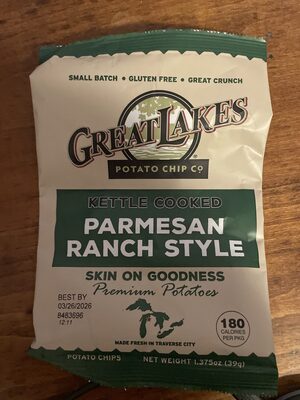 SMALL BATCH • GLUTEN FREE • GREAT CRUNCH
GREAT LAKES
POTATO CHIP Co
KETTLE COOKED
PARMESAN
RANCH STYLE
SKIN ON GOODNESS
Premium Potatoes
BEST BY
03/26/2026
8483696
12:11
180
CALORIES
PER PKG
MADE FRESH IN TRAVERSE CITY
POTATO CHIPS NET WEIGHT 1.375oz (39g)